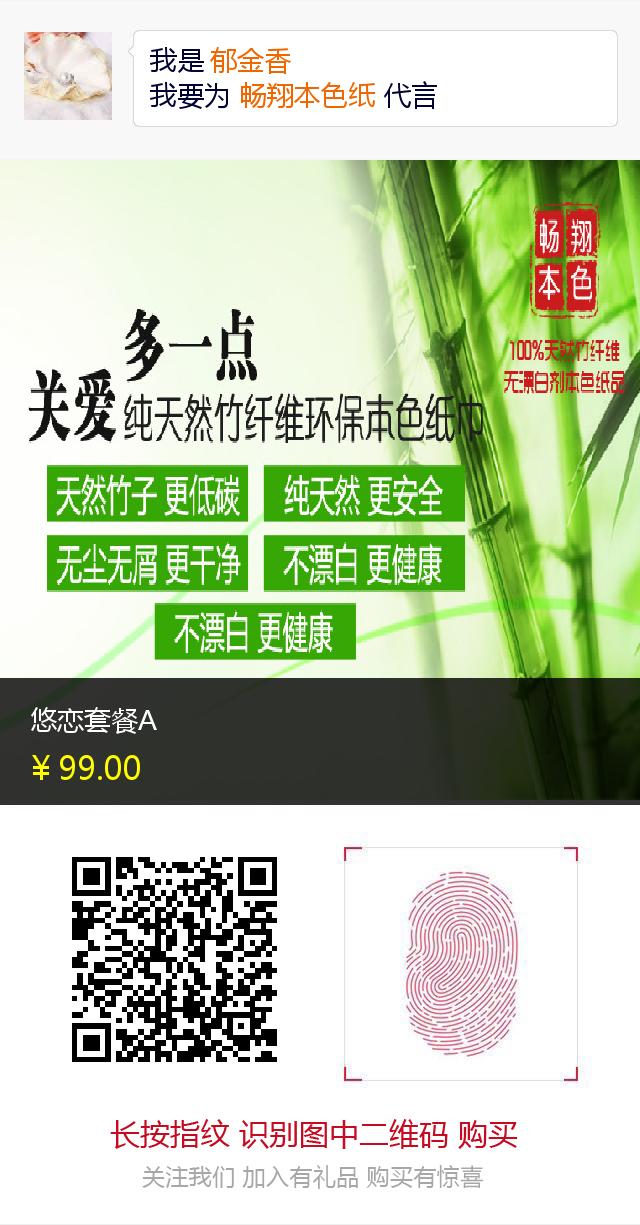 我是 郁金香
我要为 畅翔本色纸 代言
畅翔
本色
100%天然竹纤维
无漂白剂本色纸品
多一点
关爱 纯天然竹纤维环保本色纸巾
天然竹子 更低碳
纯天然 更安全
无尘无屑 更干净
不漂白 更健康
不漂白 更健康
悠恋套餐A
¥ 99.00
长按指纹 识别图中二维码 购买
关注我们 加入有礼品 购买有惊喜